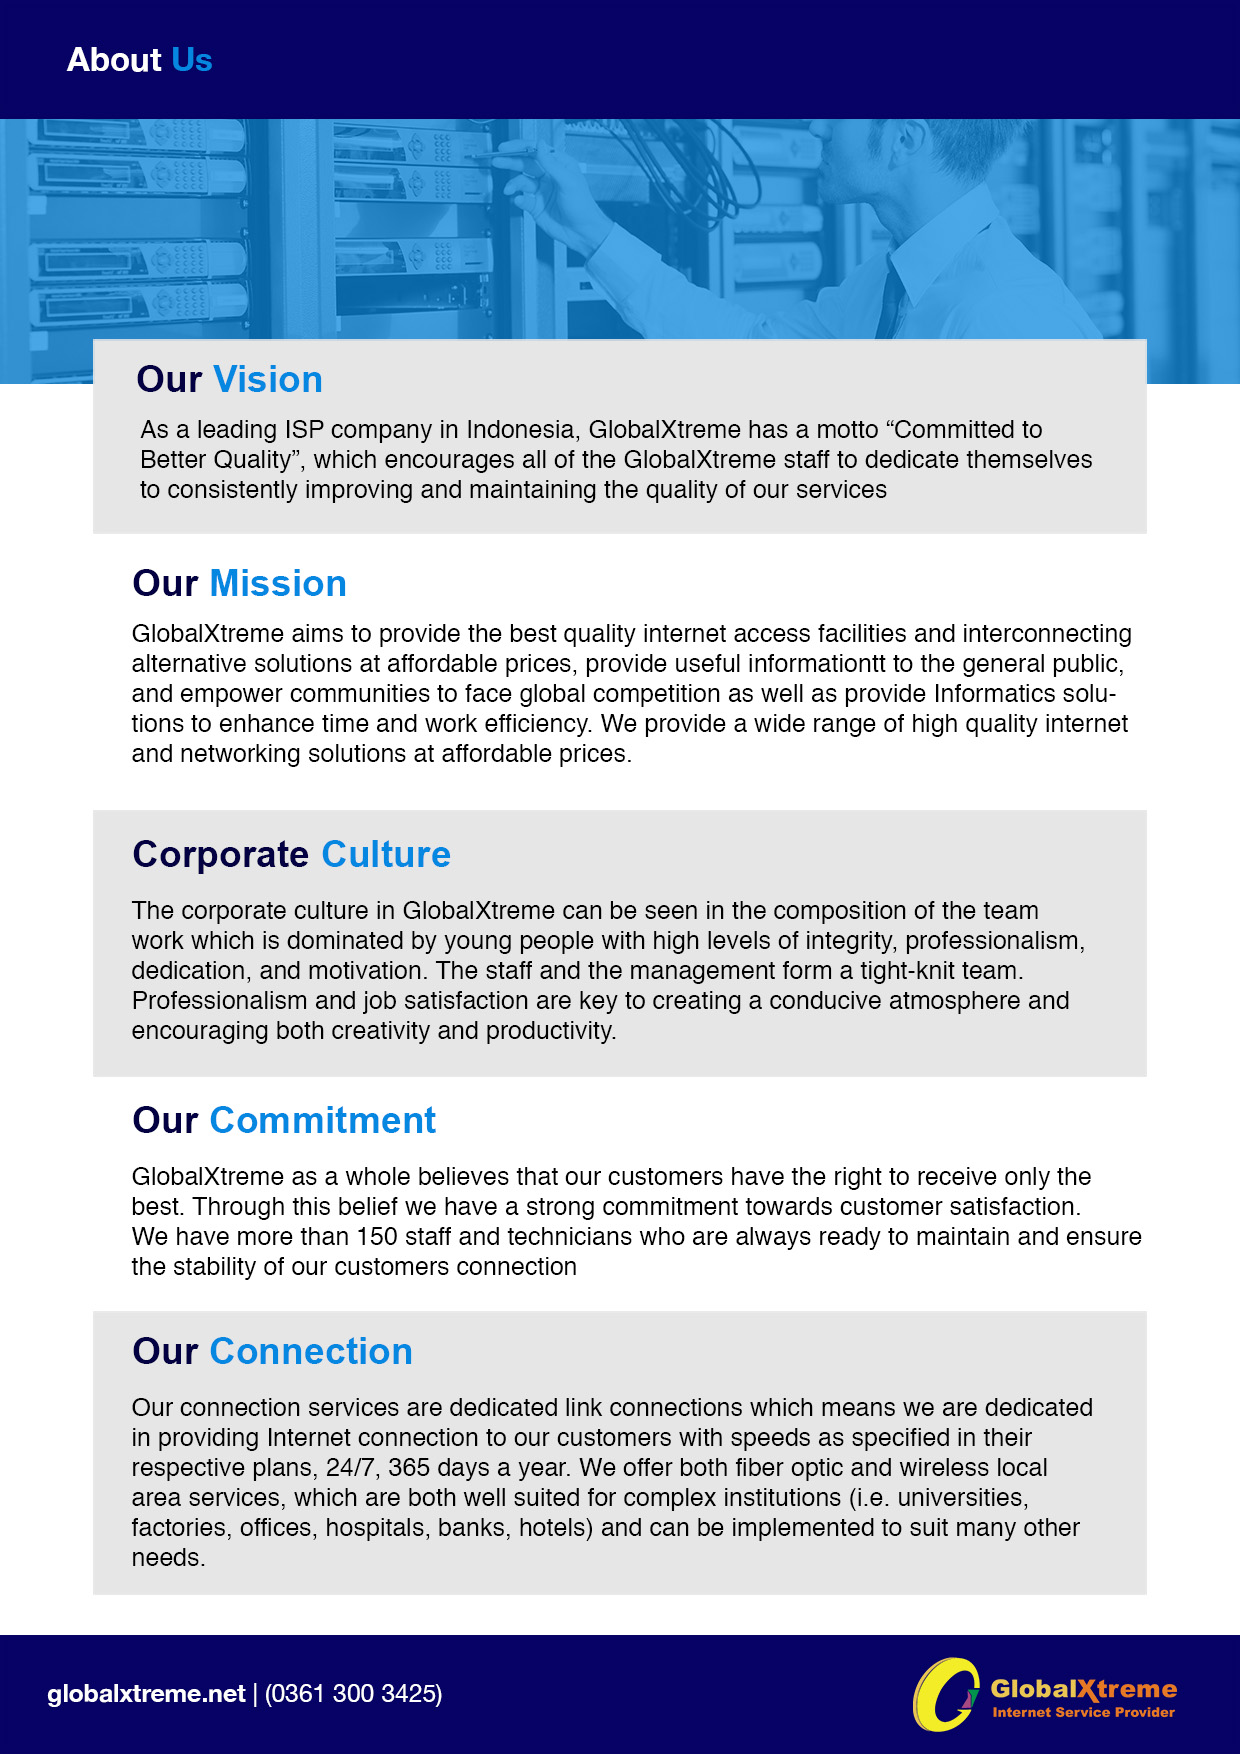 About Us
Our Vision
As a leading ISP company in Indonesia, GlobalXtreme has a motto “Committed to
Better Quality”, which encourages all of the GlobalXtreme staff to dedicate themselves
to consistently improving and maintaining the quality of our services
Our Mission
GlobalXtreme aims to provide the best quality internet access facilities and interconnecting
alternative solutions at affordable prices, provide useful informationtt to the general public,
and empower communities to face global competition as well as provide Informatics solu-
tions to enhance time and work efficiency. We provide a wide range of high quality internet
and networking solutions at affordable prices.
Corporate Culture
The corporate culture in GlobalXtreme can be seen in the composition of the team
work which is dominated by young people with high levels of integrity, professionalism,
dedication, and motivation. The staff and the management form a tight-knit team.
Professionalism and job satisfaction are key to creating a conducive atmosphere and
encouraging both creativity and productivity.
Our Commitment
GlobalXtreme as a whole believes that our customers have the right to receive only the
best. Through this belief we have a strong commitment towards customer satisfaction.
We have more than 150 staff and technicians who are always ready to maintain and ensure
the stability of our customers connection
Our Connection
Our connection services are dedicated link connections which means we are dedicated
in providing Internet connection to our customers with speeds as specified in their
respective plans, 24/7, 365 days a year. We offer both fiber optic and wireless local
area services, which are both well suited for complex institutions (i.e. universities,
factories, offices, hospitals, banks, hotels) and can be implemented to suit many other
needs.
globalxtreme.net | (0361 300 3425)
GlobalXtreme
Internet Service Provider